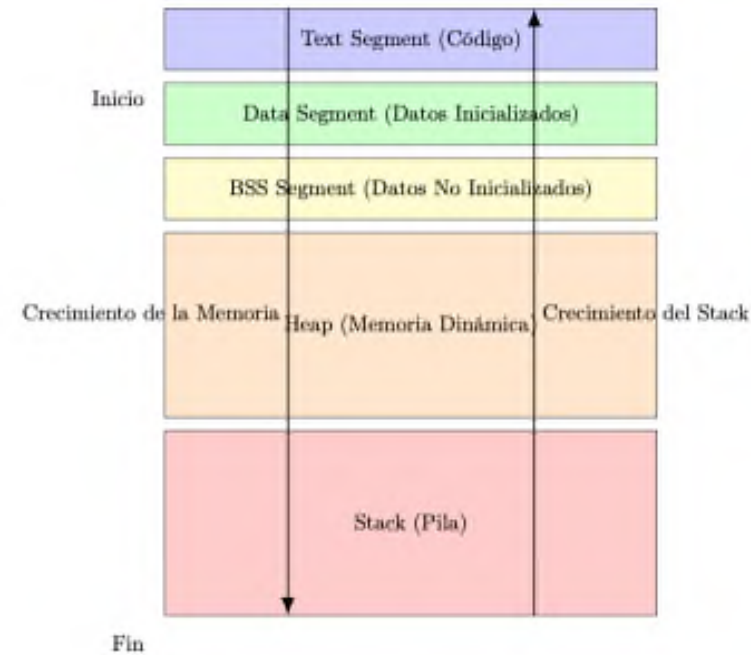 Text Segment (Código)
Inicio
Data Segment (Datos Inicializados)
BSS Segment (Datos No Inicializados)
Crecimiento de la Memoria
Heap (Memoria Dinámica)
Crecimiento del Stack
Stack (Pila)
Fin